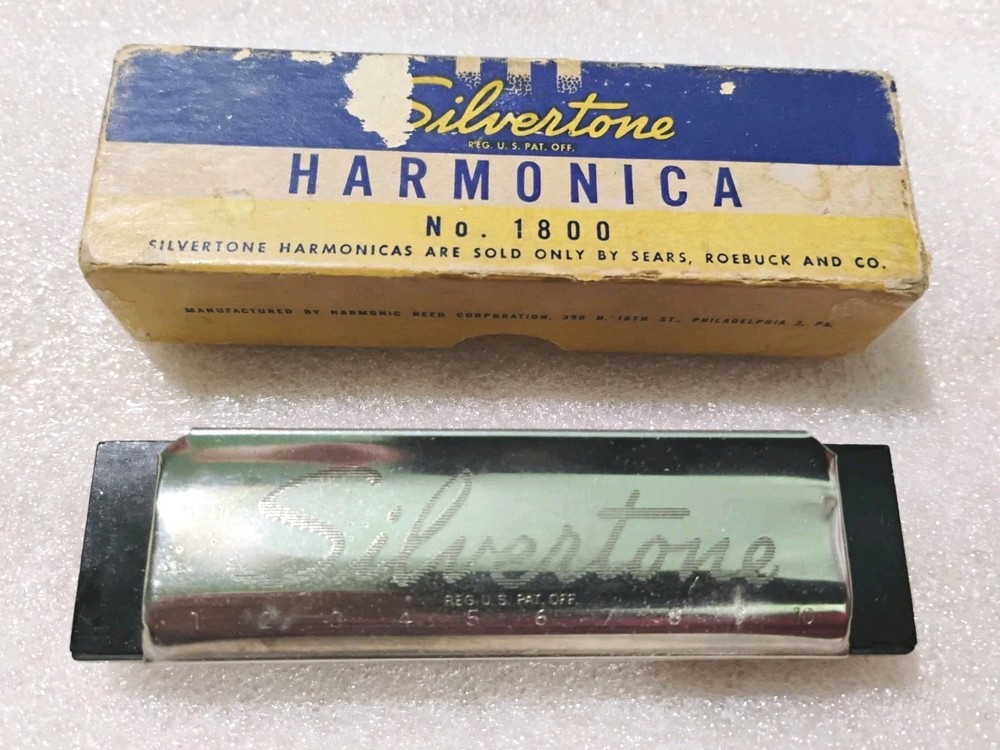 Silvertone
REG. U. S. PAT. OFF.
HARMONICA
No. 1800
SILVERTONE HARMONICAS ARE SOLD ONLY BY SEARS, ROEBUCK AND CO.
MANUFACTURED BY HARMONIC REED CORPORATION, 350 N. 16TH ST., PHILADELPHIA 2, PA.
Silvertone
REG. U. S. PAT. OFF.
1 2 3 4 5 6 7 8 9 10